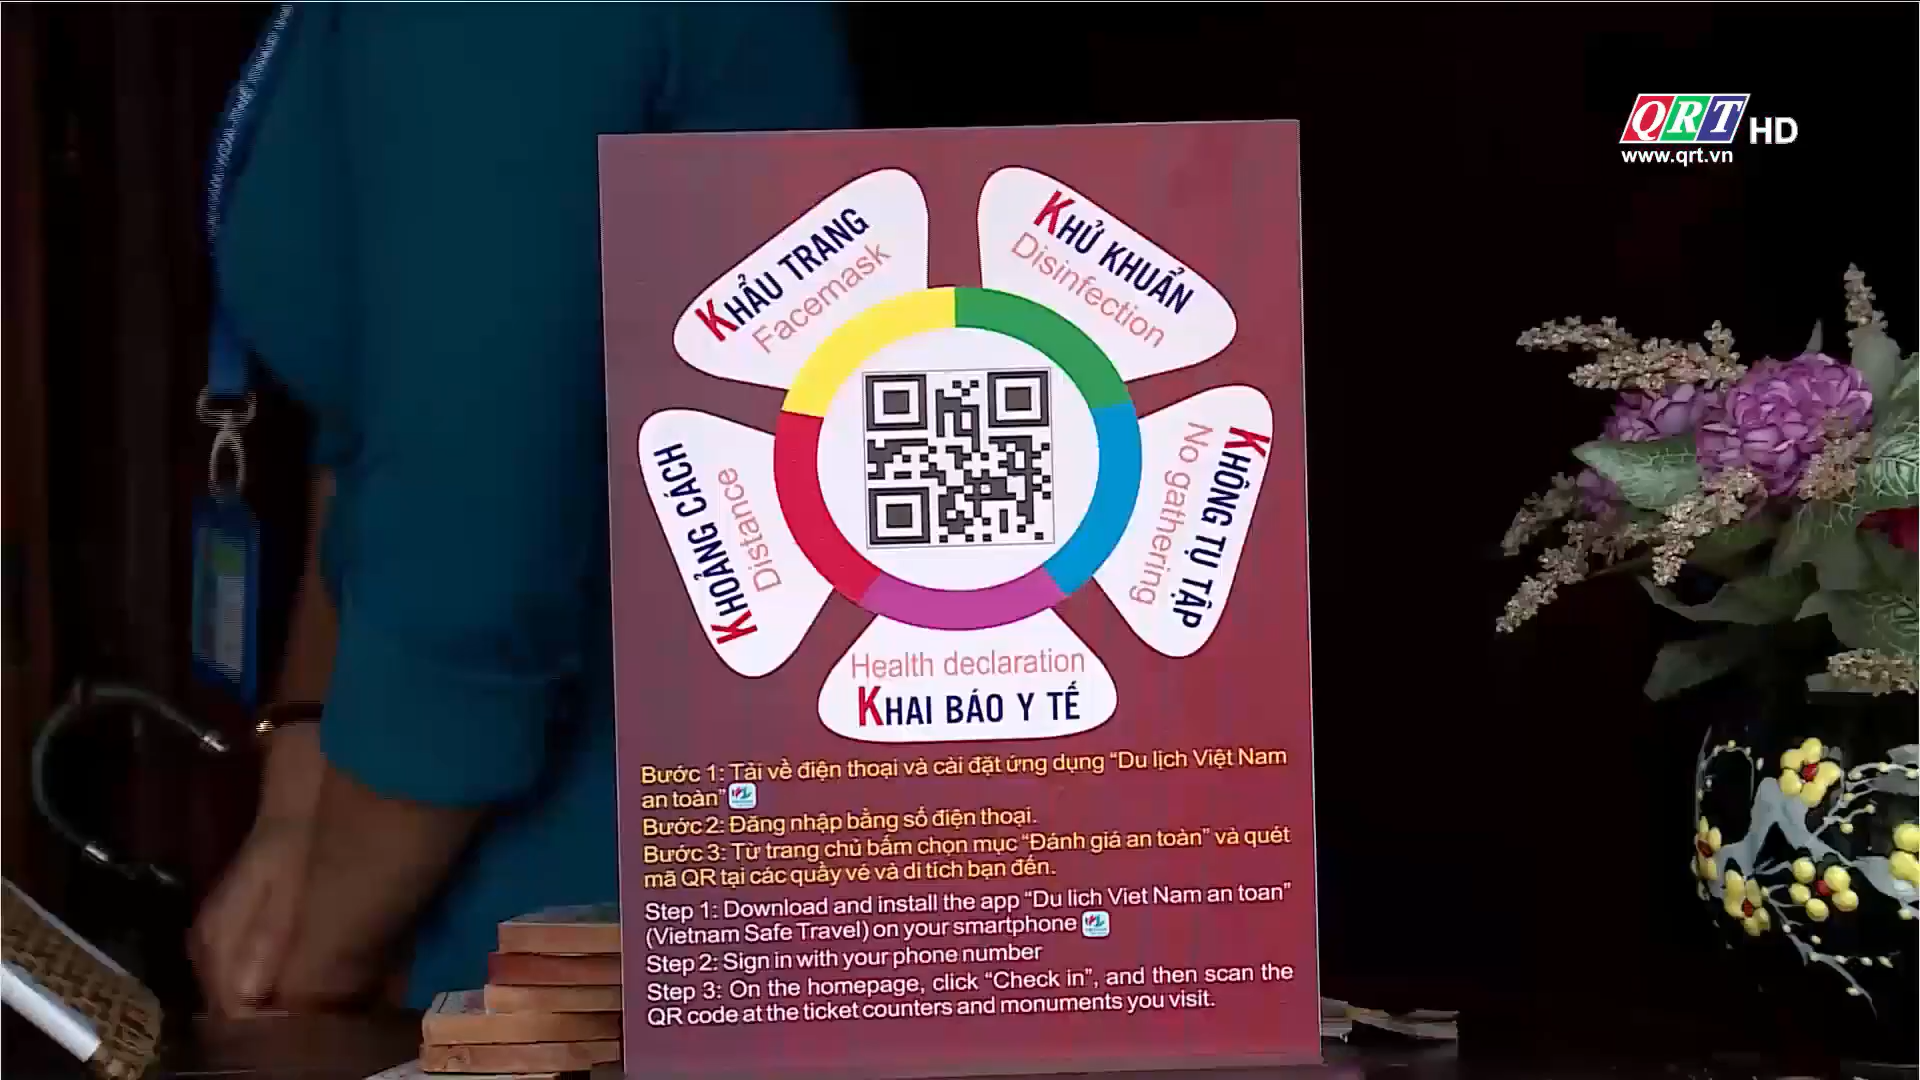 QRT HD
www.qrt.vn
KHẨU TRANG
Facemask
KHỬ KHUẨN
Disinfection
KHOẢNG CÁCH
Distance
KHÔNG TỤ TẬP
No gathering
Health declaration
KHAI BÁO Y TẾ
Bước 1: Tải về điện thoại và cài đặt ứng dụng “Du lịch Việt Nam
an toàn”
Bước 2: Đăng nhập bằng số điện thoại.
Bước 3: Từ trang chủ bấm chọn mục “Đánh giá an toàn” và quét
mã QR tại các quầy vé và di tích bạn đến.
Step 1: Download and install the app “Du lich Viet Nam an toan”
(Vietnam Safe Travel) on your smartphone
Step 2: Sign in with your phone number
Step 3: On the homepage, click “Check in”, and then scan the
QR code at the ticket counters and monuments you visit.